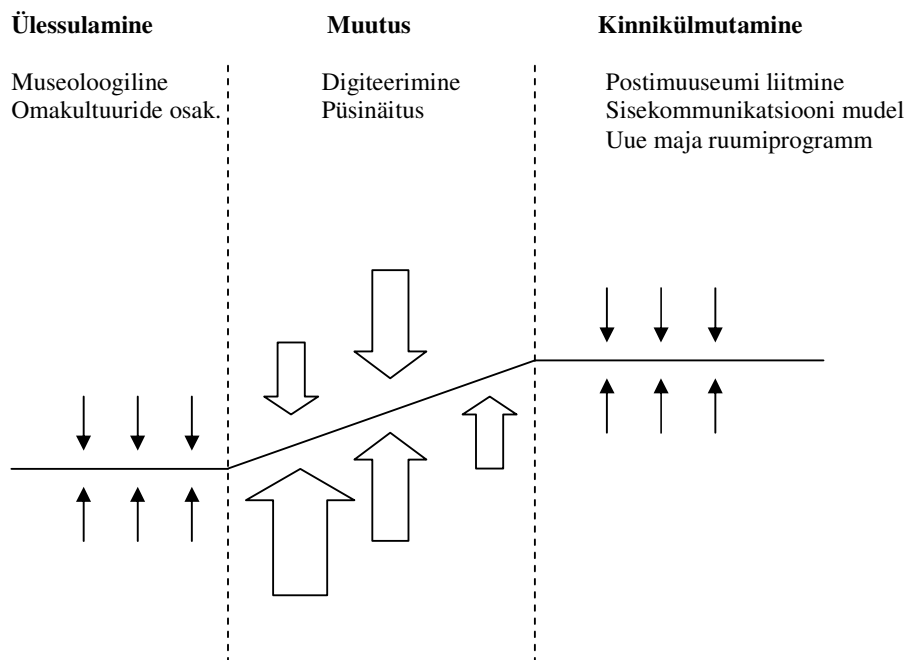 Ülessulamine
Museoloogiline
Omakultuuride osak.
Muutus
Digiteerimine
Püsinäitus
Kinnikülmutamine
Postimuuseumi liitmine
Sisekommunikatsiooni mudel
Uue maja ruumiprogramm